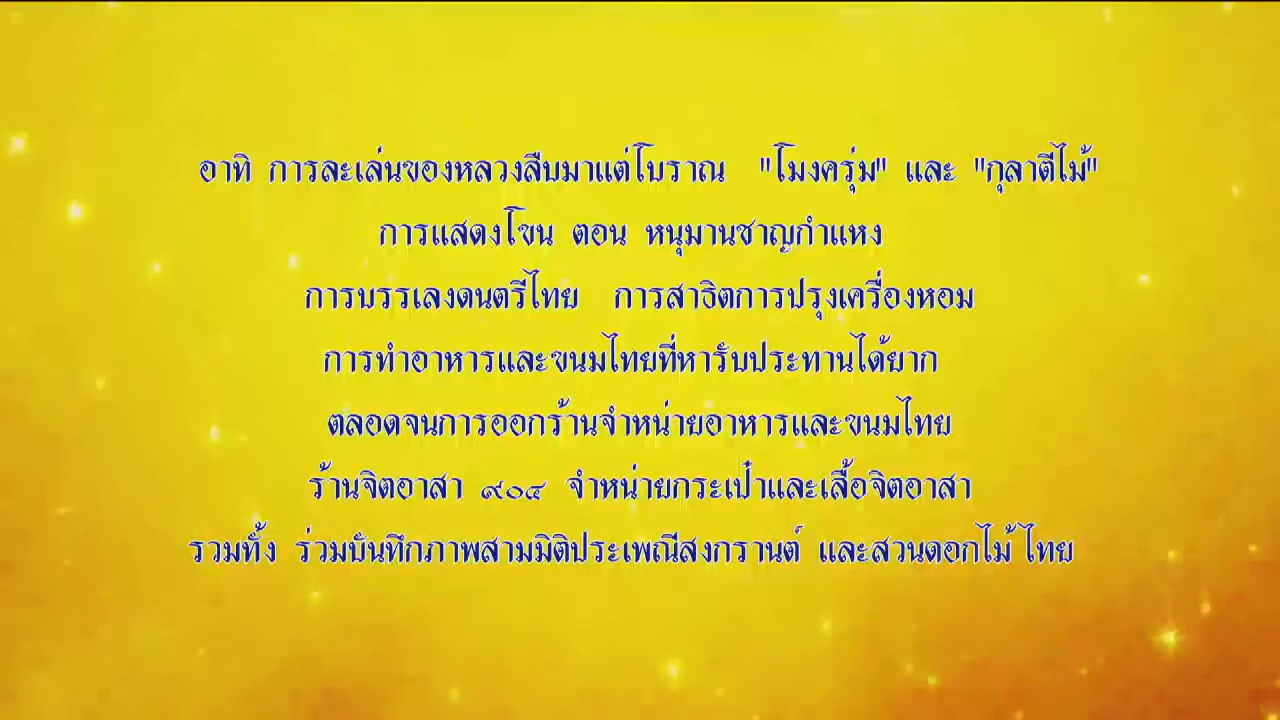 อาทิ การละเล่นของหลวงสืบมาแต่โบราณ "โมงครุ่ม" และ "กุลาตีไม้"
การแสดงโขน ตอน หนุมานชาญกำแหง
การบรรเลงดนตรีไทย การสาธิตการปรุงเครื่องหอม
การทำอาหารและขนมไทยที่หารับประทานได้ยาก
ตลอดจนการออกร้านจำหน่ายอาหารและขนมไทย
ร้านจิตอาสา ๙๐๔ จำหน่ายกระเป๋าและเสื้อจิตอาสา
รวมทั้ง ร่วมบันทึกภาพสามมิติประเพณีสงกรานต์ และสวนดอกไม้ไทย